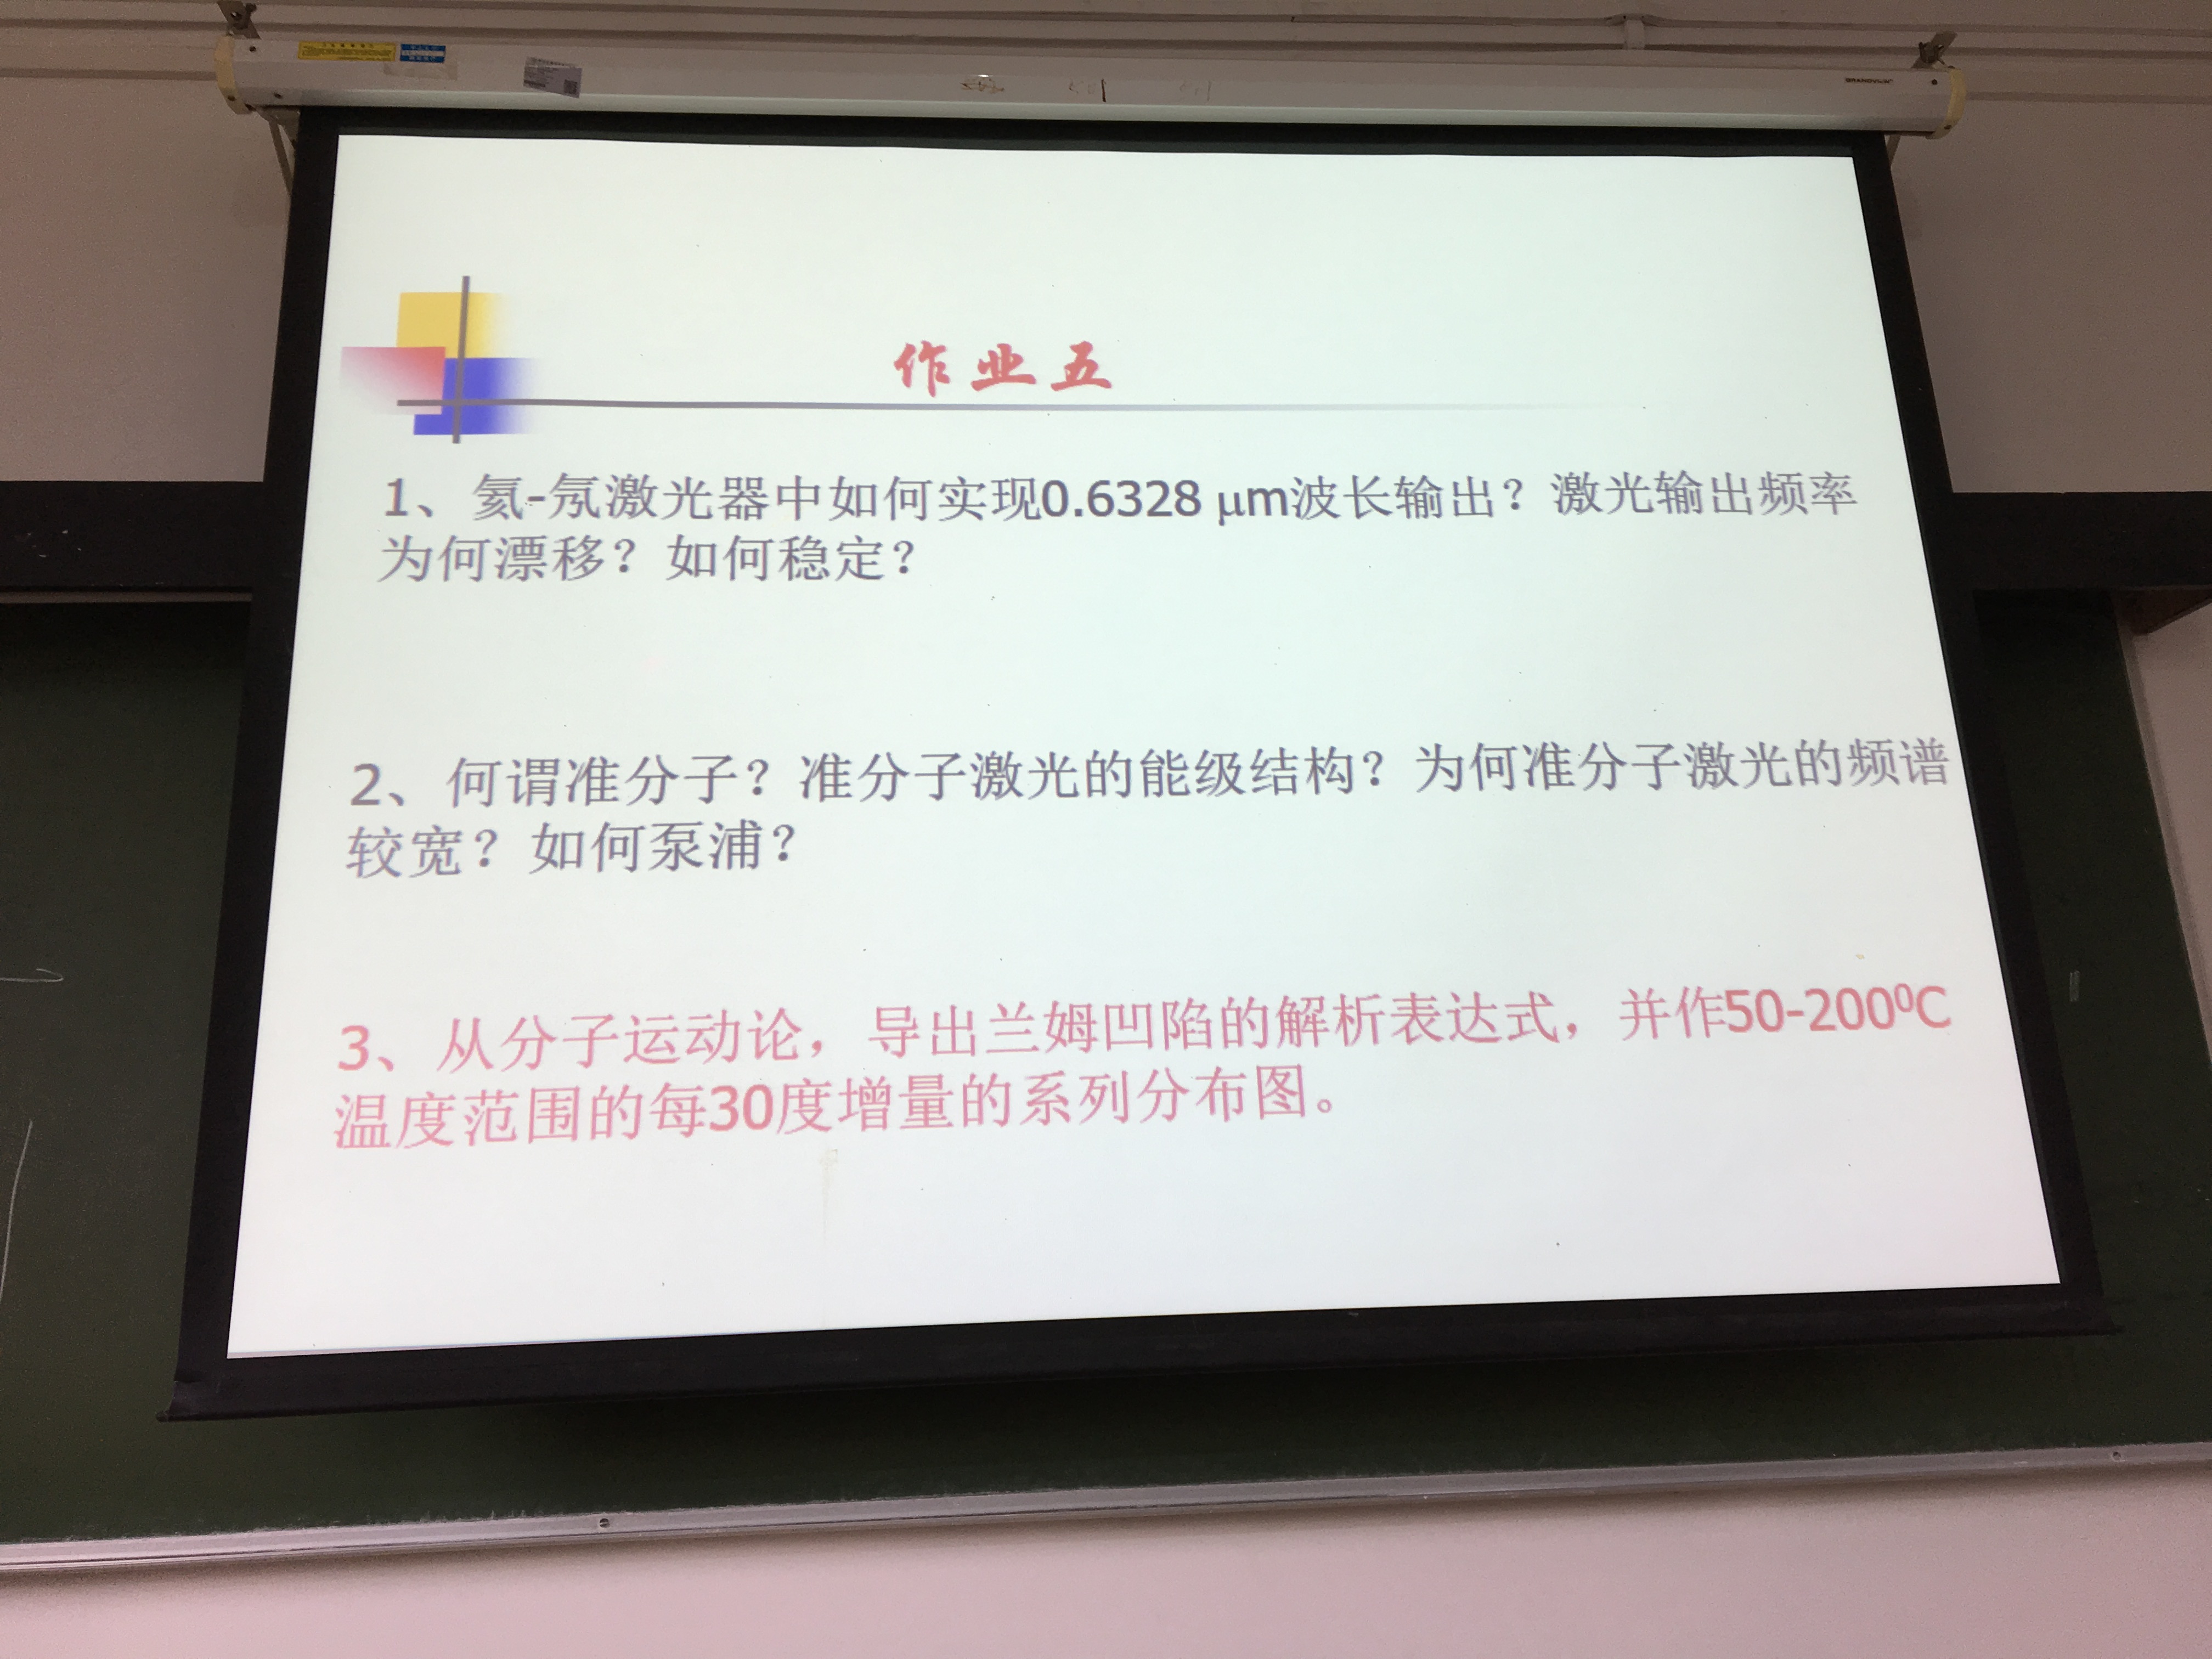 作业五
1、氦-氖激光器中如何实现0.6328 μm波长输出？激光输出频率
为何漂移？如何稳定？
2、何谓准分子？准分子激光的能级结构？为何准分子激光的频谱
较宽？如何泵浦？
3、从分子运动论，导出兰姆凹陷的解析表达式，并作50-200⁰C
温度范围的每30度增量的系列分布图。